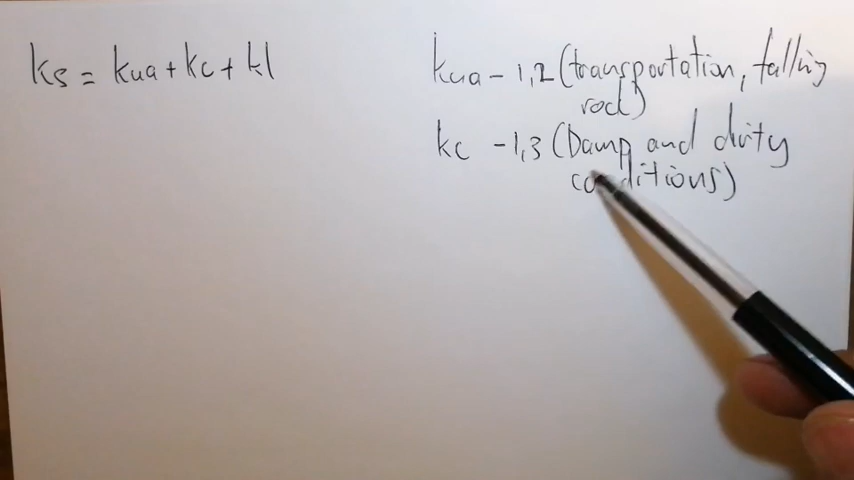 ks = kua + kc + kl
kua - 1,2 (transportation, falling
rock)
kc - 1,3 (Damp and dirty
conditions)